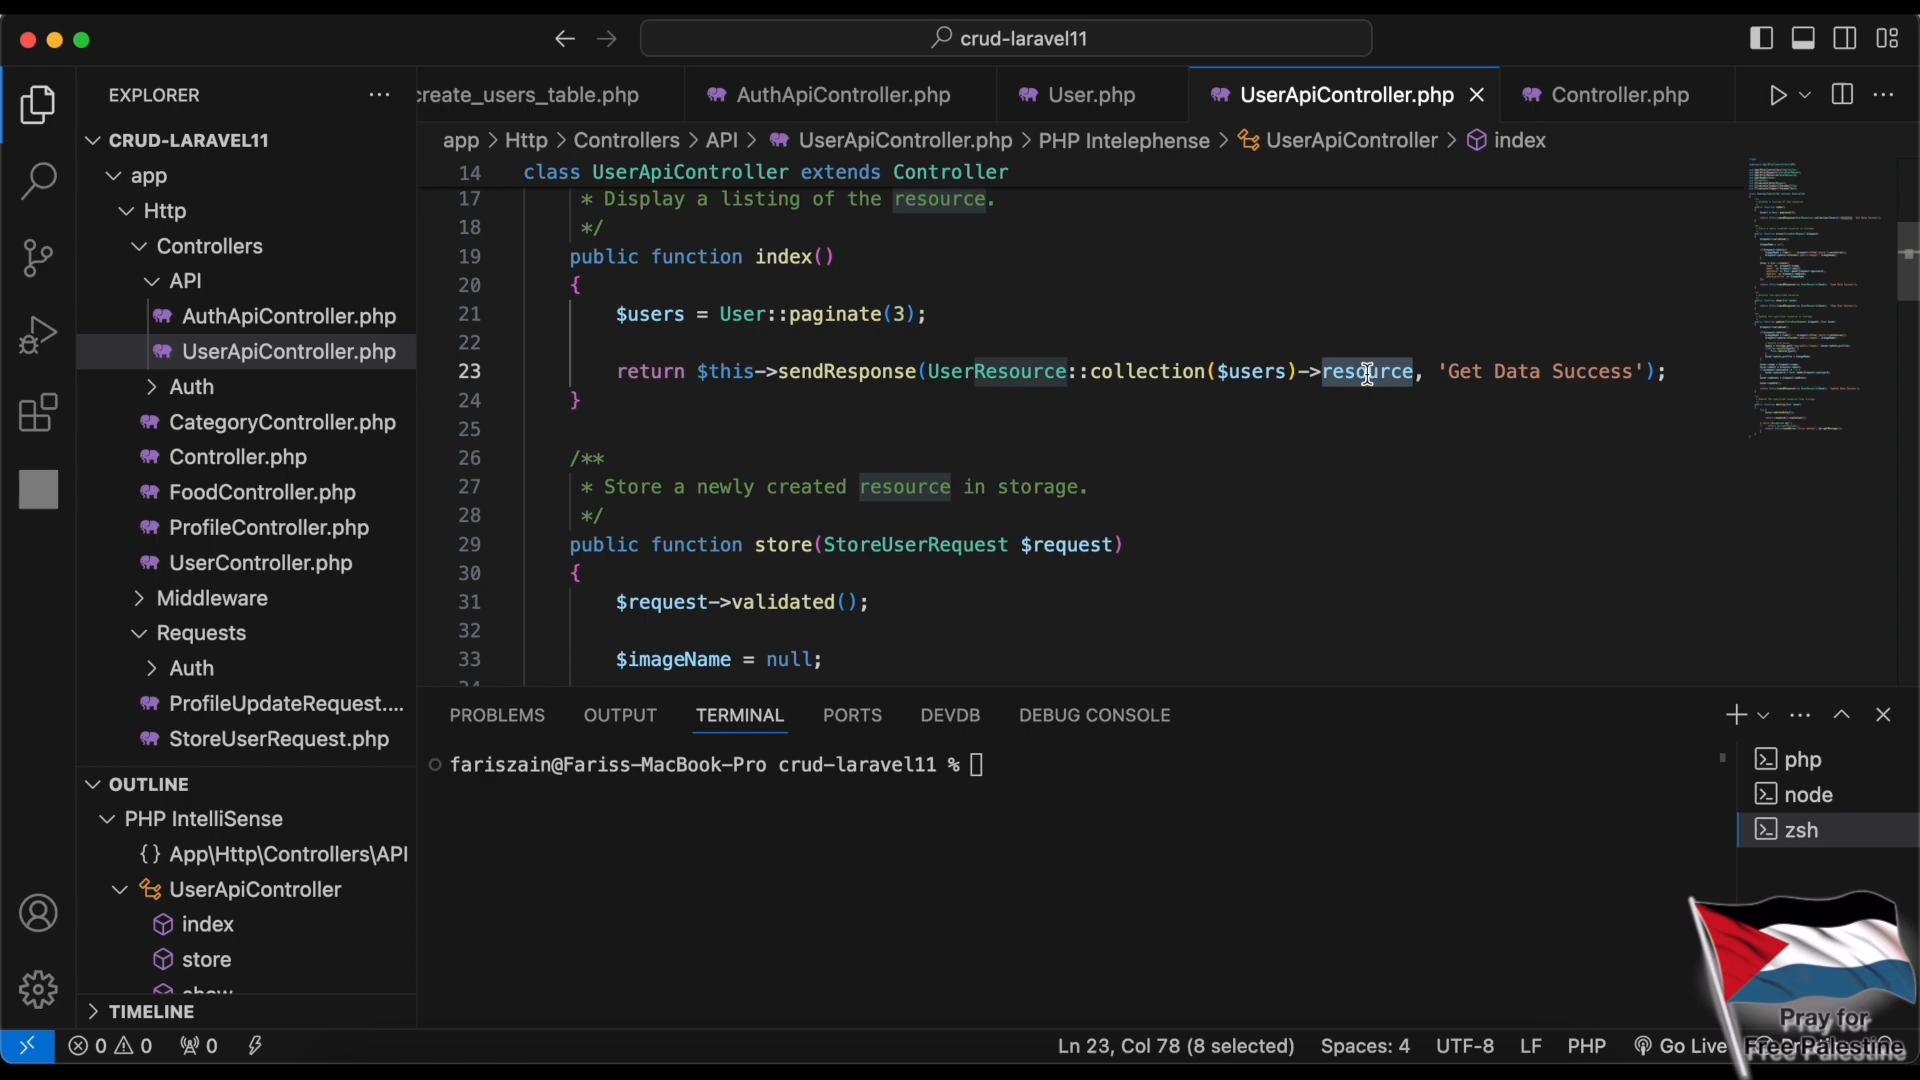 crud-laravel11
EXPLORER
create_users_table.php
AuthApiController.php
User.php
UserApiController.php
Controller.php
app > Http > Controllers > API > UserApiController.php > PHP Intelephense > UserApiController > index
CRUD-LARAVEL11
app
Http
Controllers
API
AuthApiController.php
UserApiController.php
Auth
CategoryController.php
Controller.php
FoodController.php
ProfileController.php
UserController.php
Middleware
Requests
Auth
ProfileUpdateRequest....
StoreUserRequest.php
OUTLINE
PHP IntelliSense
{} App\Http\Controllers\API
UserApiController
index
store
show
TIMELINE
14 class UserApiController extends Controller
17 * Display a listing of the resource.
18 */
19 public function index()
20 {
21 $users = User::paginate(3);
22
23 return $this->sendResponse(UserResource::collection($users)->resource, 'Get Data Success');
24 }
25
26 /**
27 * Store a newly created resource in storage.
28 */
29 public function store(StoreUserRequest $request)
30 {
31 $request->validated();
32
33 $imageName = null;
34
PROBLEMS OUTPUT TERMINAL PORTS DEVDB DEBUG CONSOLE
fariszain@Fariss-MacBook-Pro crud-laravel11 %
php
node
zsh
Pray for
Free Palestine
0 0 0
Ln 23, Col 78 (8 selected) Spaces: 4 UTF-8 LF PHP Go Live